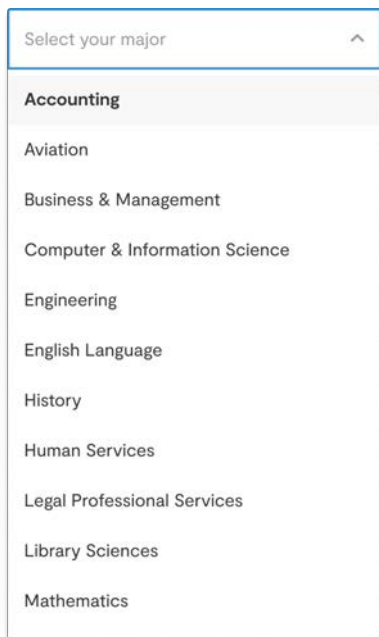 Select your major
Accounting
Aviation
Business & Management
Computer & Information Science
Engineering
English Language
History
Human Services
Legal Professional Services
Library Sciences
Mathematics